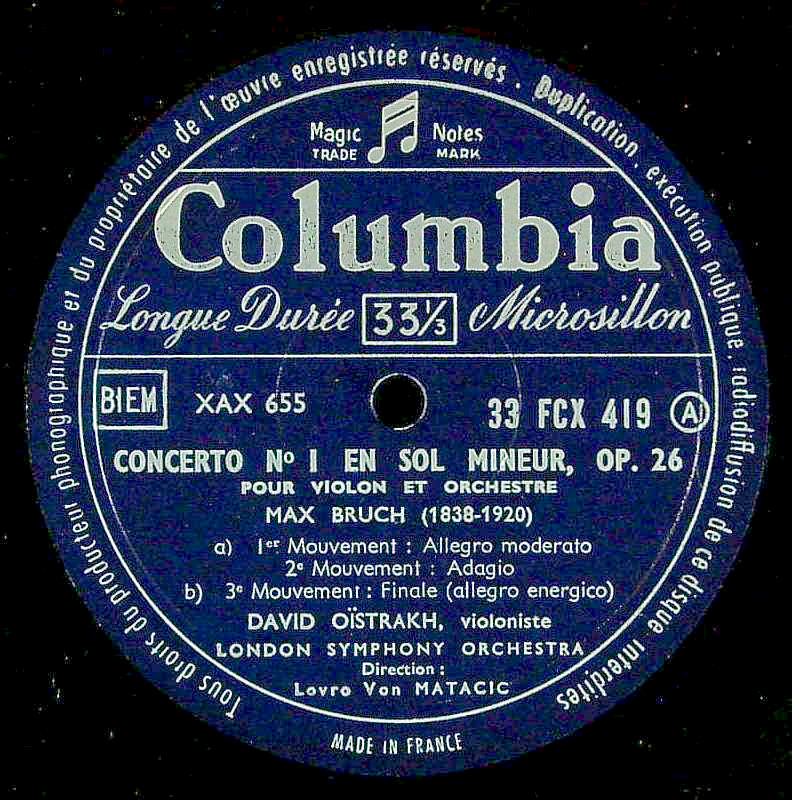 Tous droits du producteur phonographique et du propriétaire de l'œuvre enregistrée réservés. Duplication, exécution publique, radiodiffusion de ce disque interdites
Magic Notes
TRADE MARK
Columbia
Longue Durée 33⅓ Microsillon
BIEM XAX 655 33 FCX 419 A
CONCERTO Nº 1 EN SOL MINEUR, OP. 26
POUR VIOLON ET ORCHESTRE
MAX BRUCH (1838-1920)
a) 1er Mouvement : Allegro moderato
2e Mouvement : Adagio
b) 3e Mouvement : Finale (allegro energico)
DAVID OÏSTRAKH, violoniste
LONDON SYMPHONY ORCHESTRA
Direction :
Lovro Von MATACIC
MADE IN FRANCE